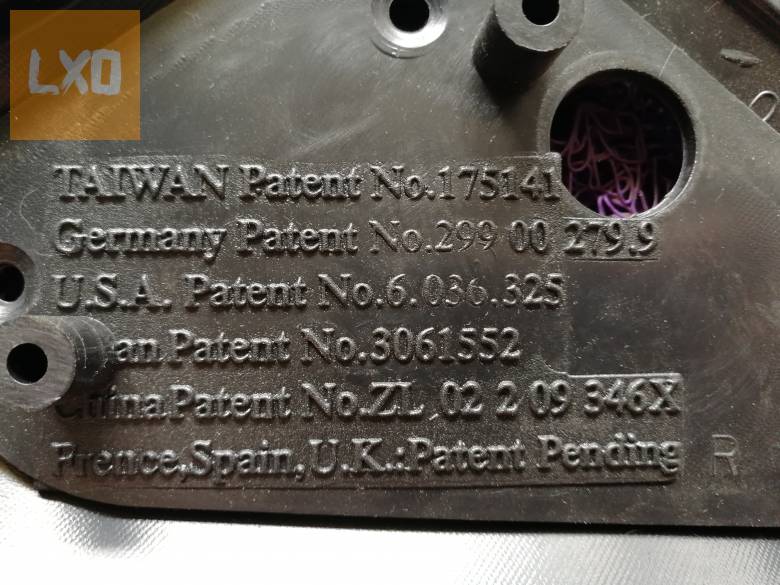 LXO
TAIWAN Patent No.175141
Germany Patent No.299 00 279.9
U.S.A. Patent No.6.036.325
Patent No.3061552
China Patent No.ZL 02 2 09 346X
Prence,Spain,U.K.:Patent Pending
R